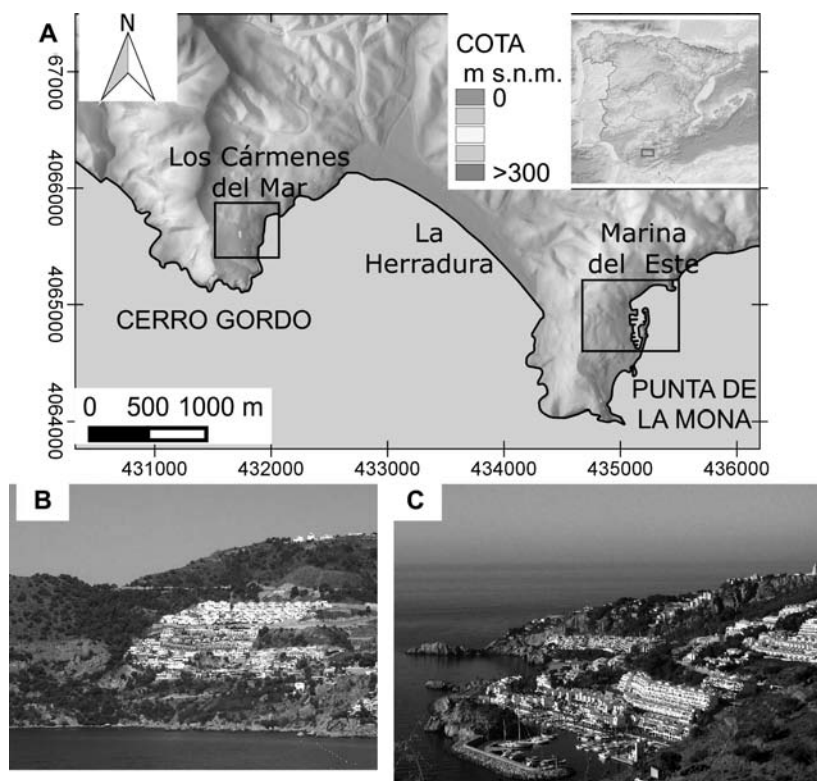 A
N
COTA
m s.n.m.
0
>300
67000
4066000
4065000
4064000
Los Cármenes
del Mar
La
Herradura
Marina
del Este
CERRO GORDO
PUNTA DE
LA MONA
0 500 1000 m
431000 432000 433000 434000 435000 436000
B
C